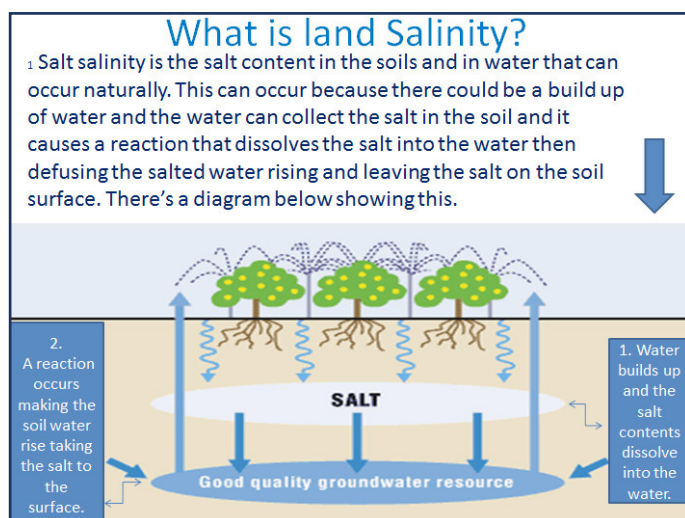 What is land Salinity?
1 Salt salinity is the salt content in the soils and in water that can
occur naturally. This can occur because there could be a build up
of water and the water can collect the salt in the soil and it
causes a reaction that dissolves the salt into the water then
defusing the salted water rising and leaving the salt on the soil
surface. There's a diagram below showing this.
2.
A reaction
occurs
making the
soil water
rise taking
the salt to
the
surface.
SALT
Good quality groundwater resource
1. Water
builds up
and the
salt
contents
dissolve
into the
water.